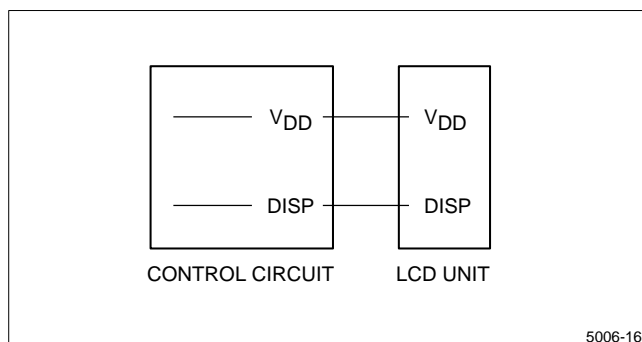 VDD VDD
DISP DISP
CONTROL CIRCUIT LCD UNIT
5006-16